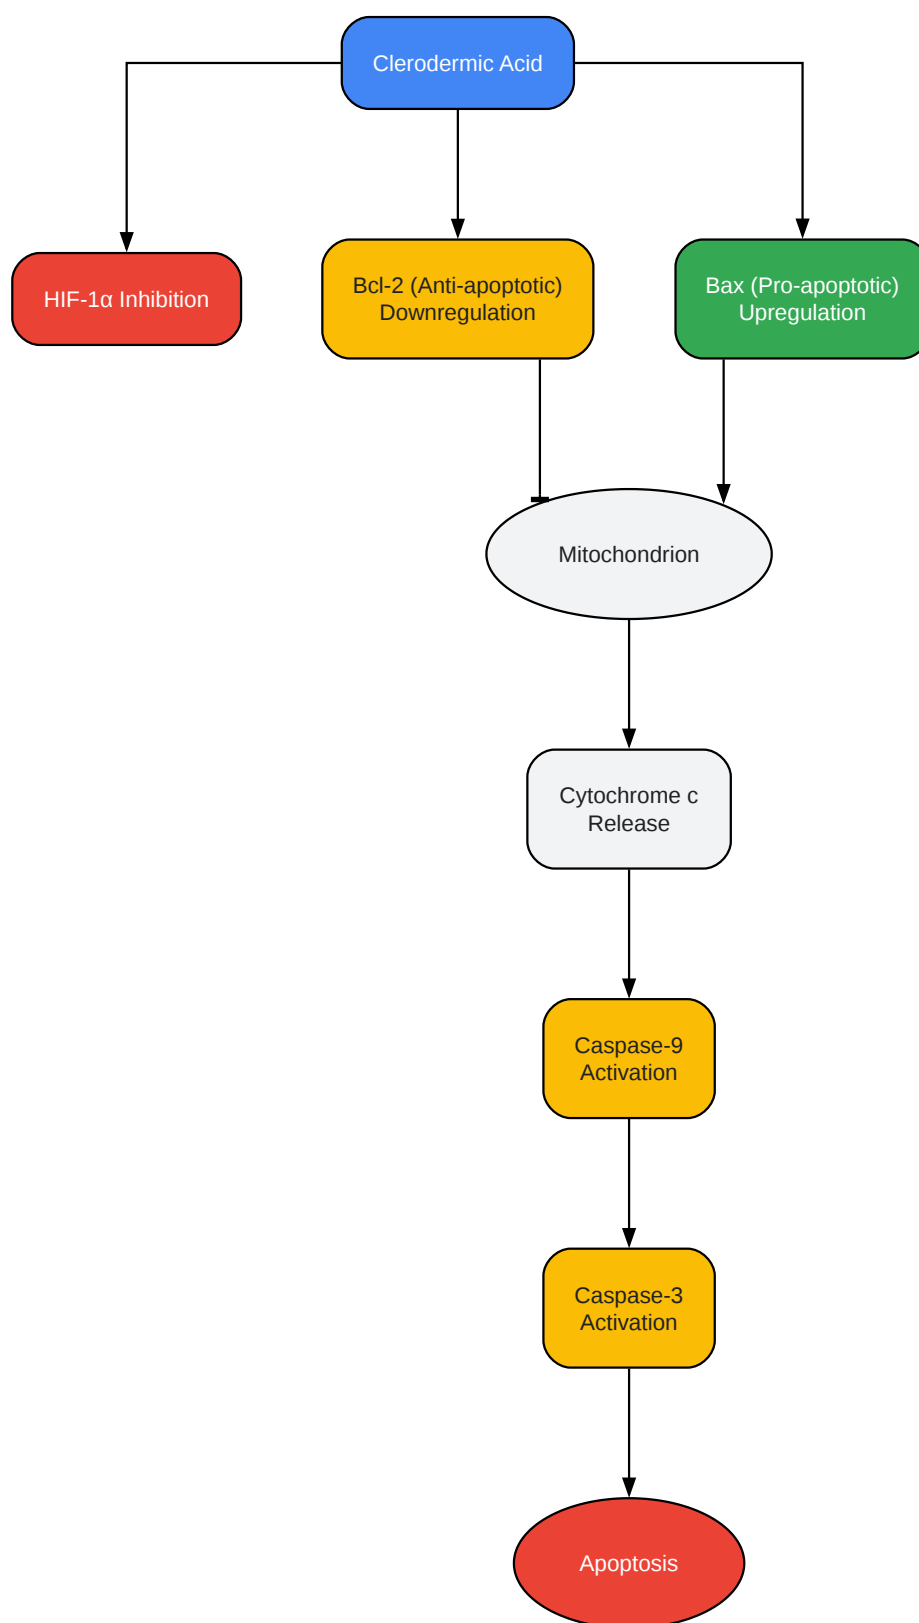 Clerodermic Acid
HIF-1α Inhibition
Bcl-2 (Anti-apoptotic)
Downregulation
Bax (Pro-apoptotic)
Upregulation
Mitochondrion
Cytochrome c
Release
Caspase-9
Activation
Caspase-3
Activation
Apoptosis